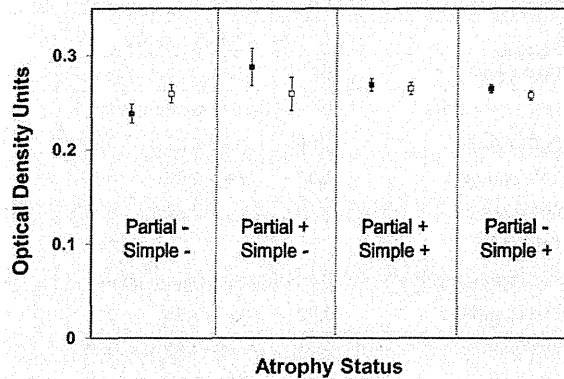 Optical Density Units
0.3
0.2
0.1
0
Partial -
Simple -
Partial +
Simple -
Partial +
Simple +
Partial -
Simple +
Atrophy Status